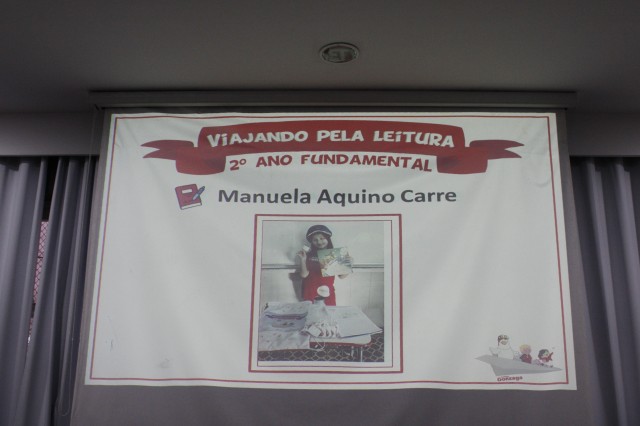 VIAJANDO PELA LEITURA
2º ANO FUNDAMENTAL
Manuela Aquino Carre